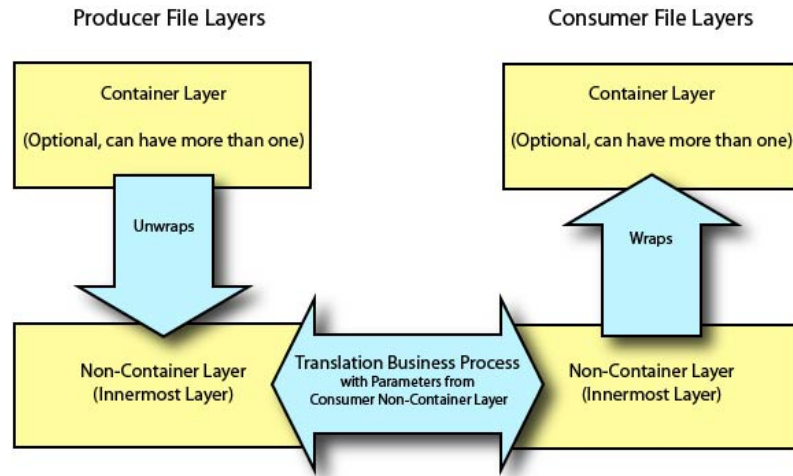 Producer File Layers
Consumer File Layers
Container Layer
(Optional, can have more than one)
Container Layer
(Optional, can have more than one)
Unwraps
Wraps
Non-Container Layer
(Innermost Layer)
Translation Business Process
with Parameters from
Consumer Non-Container Layer
Non-Container Layer
(Innermost Layer)